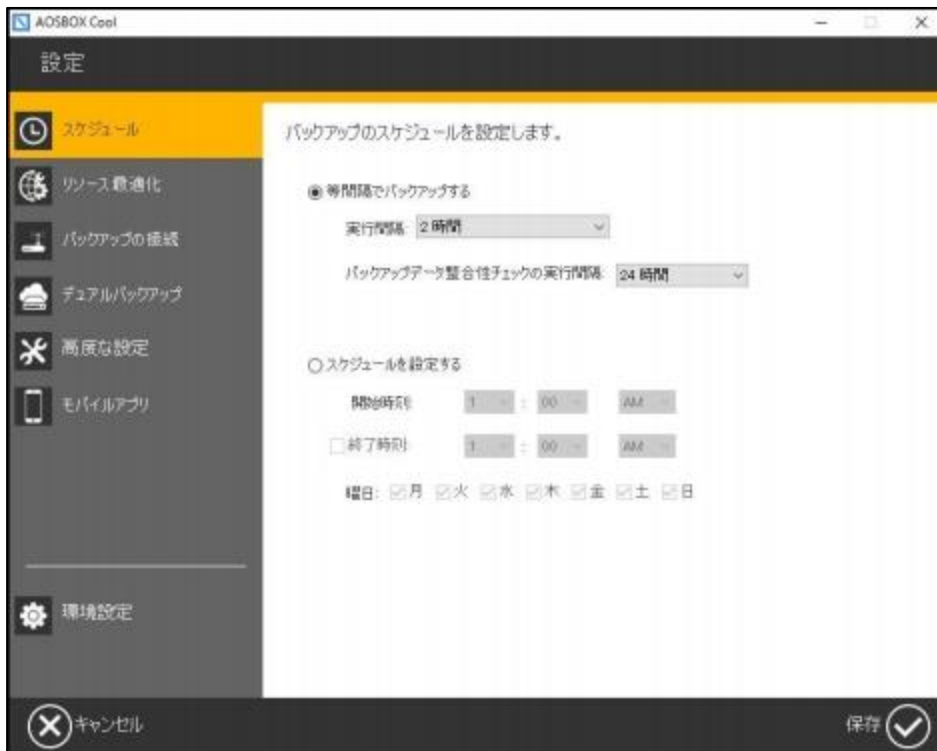 AOSBOX Cool
設定
スケジュール
リソース最適化
バックアップの接続
デュアルバックアップ
高度な設定
モバイルアプリ
環境設定
バックアップのスケジュールを設定します。
等間隔でバックアップする
実行間隔: 2 時間
バックアップデータ整合性チェックの実行間隔: 24 時間
スケジュールを設定する
開始時刻: 1 : 00 AM
終了時刻: 1 : 00 AM
曜日: 月 火 水 木 金 土 日
キャンセル
保存